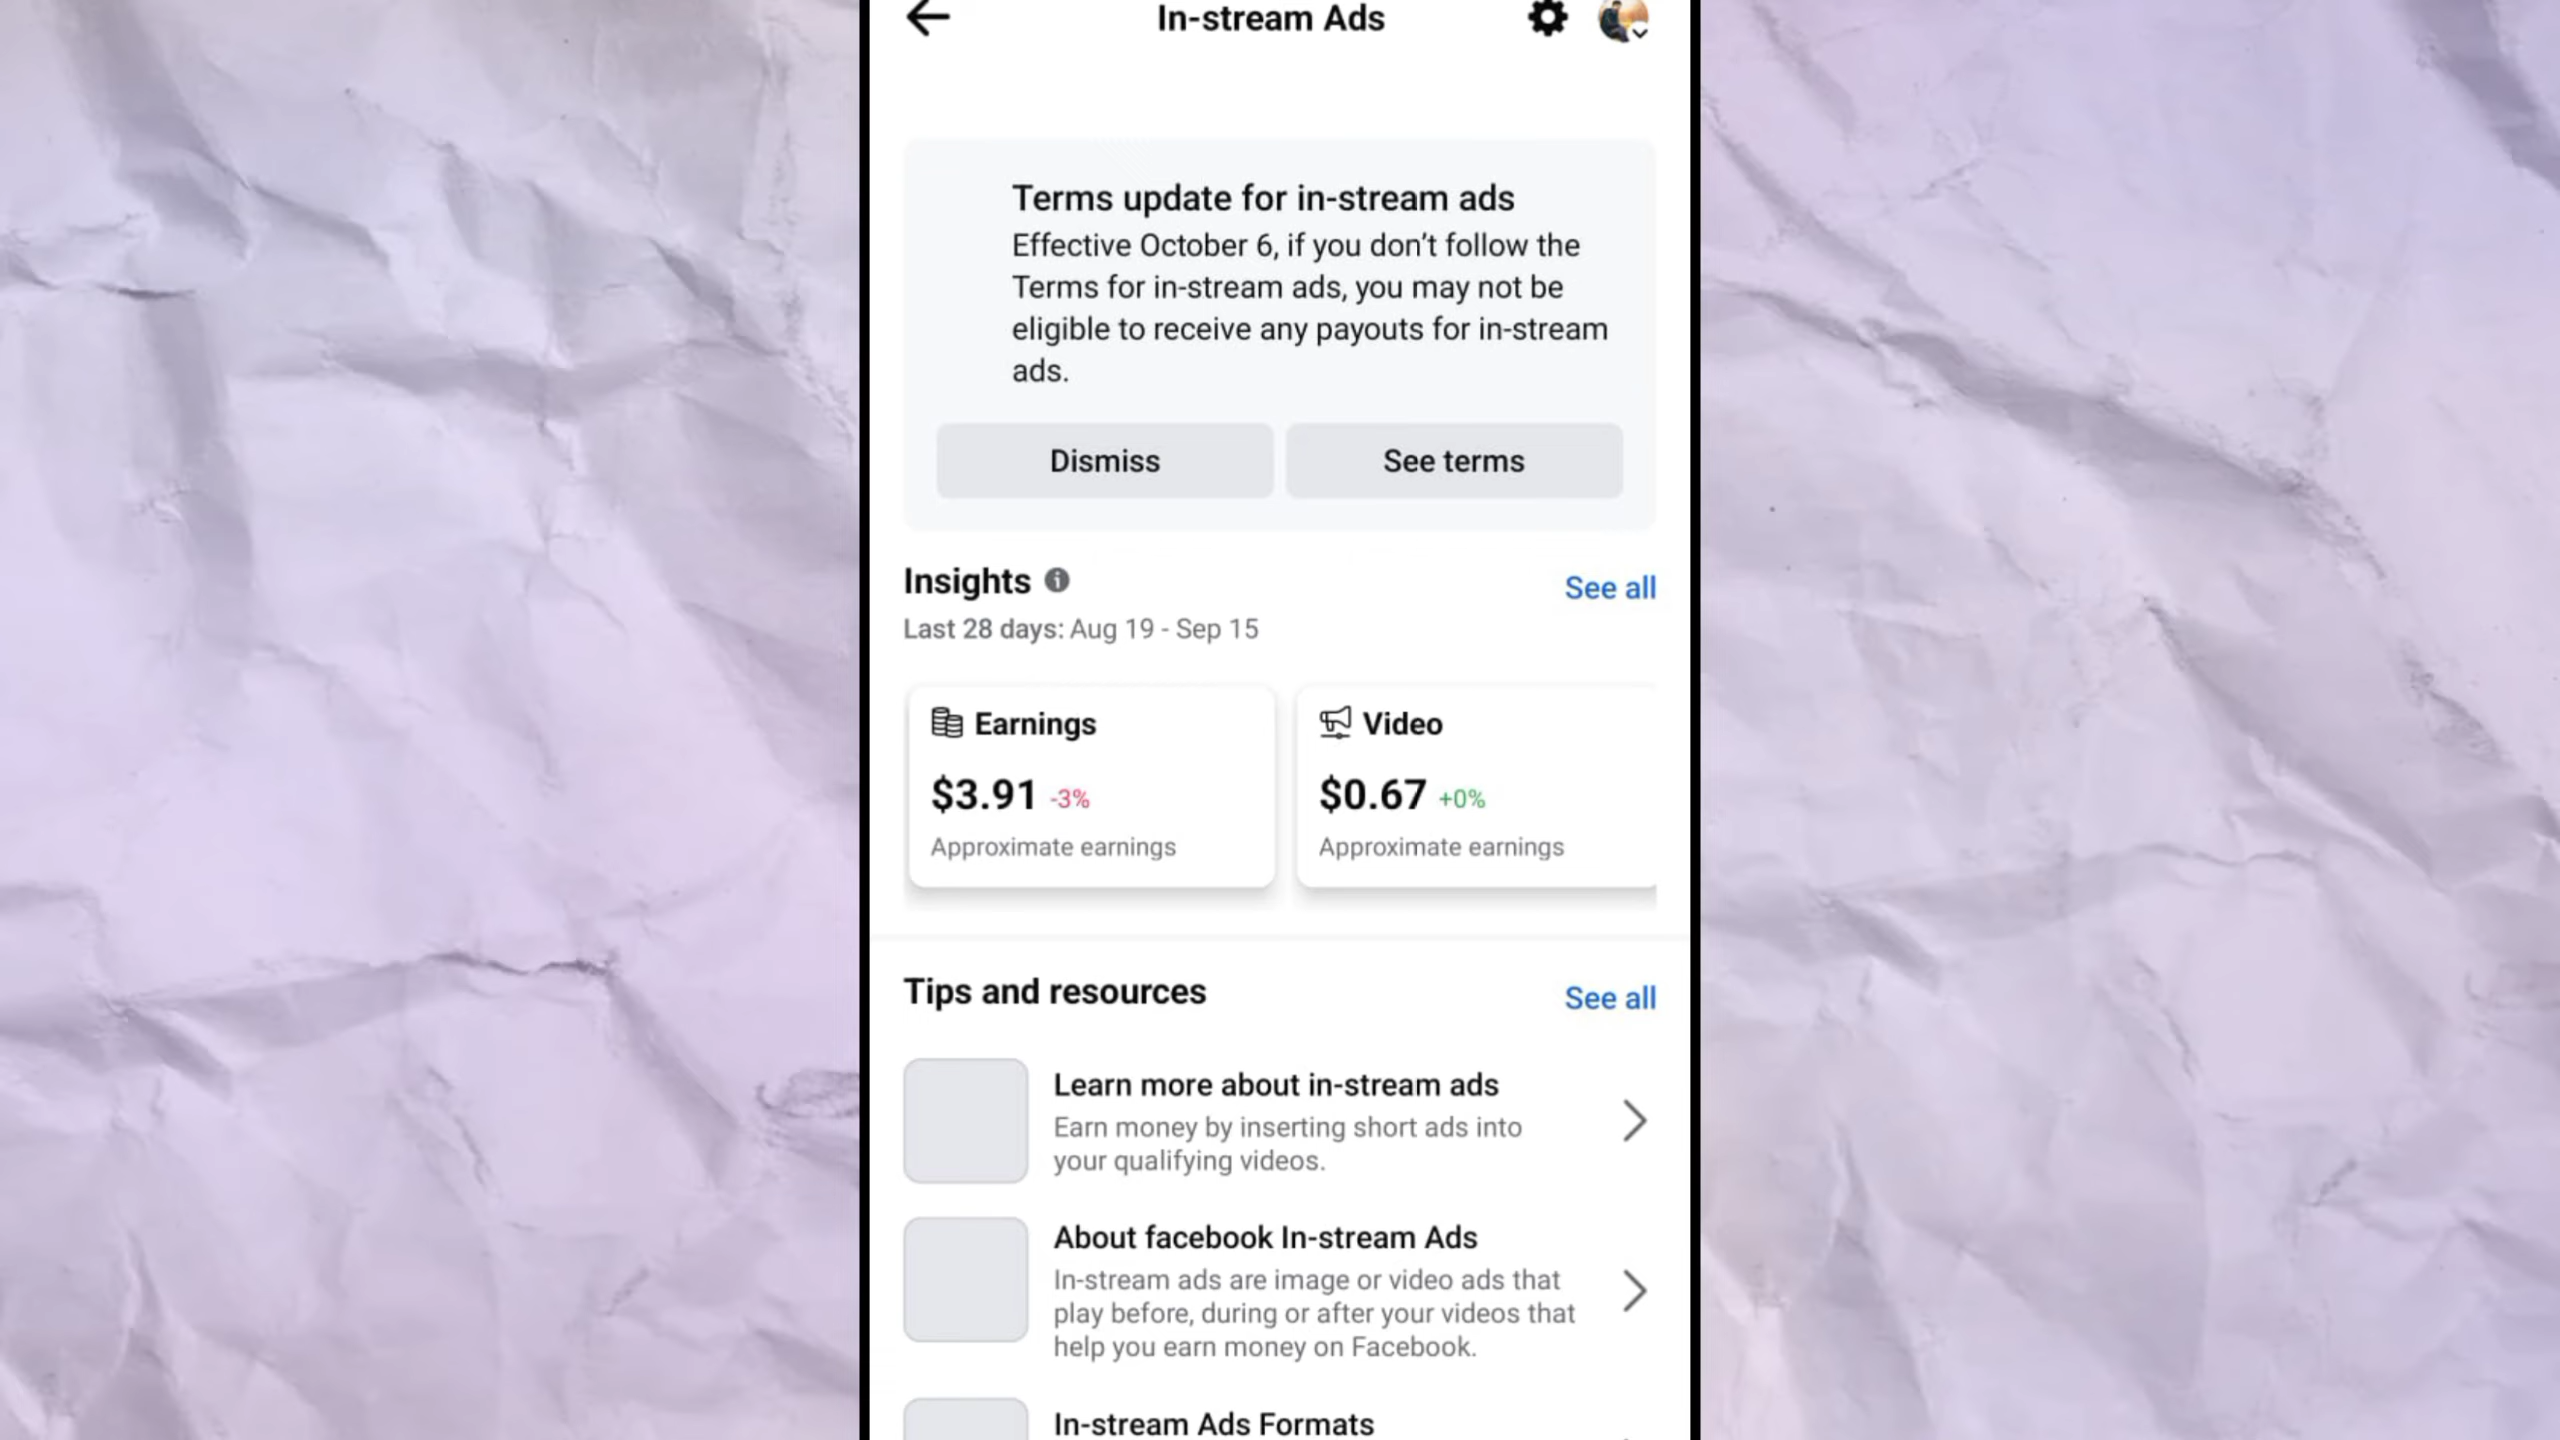 In-stream Ads
Terms update for in-stream ads
Effective October 6, if you don't follow the
Terms for in-stream ads, you may not be
eligible to receive any payouts for in-stream
ads.
Dismiss
See terms
Insights
See all
Last 28 days: Aug 19 - Sep 15
Earnings
$3.91 -3%
Approximate earnings
Video
$0.67 +0%
Approximate earnings
Tips and resources
See all
Learn more about in-stream ads
Earn money by inserting short ads into
your qualifying videos.
About facebook In-stream Ads
In-stream ads are image or video ads that
play before, during or after your videos that
help you earn money on Facebook.
In-stream Ads Formats